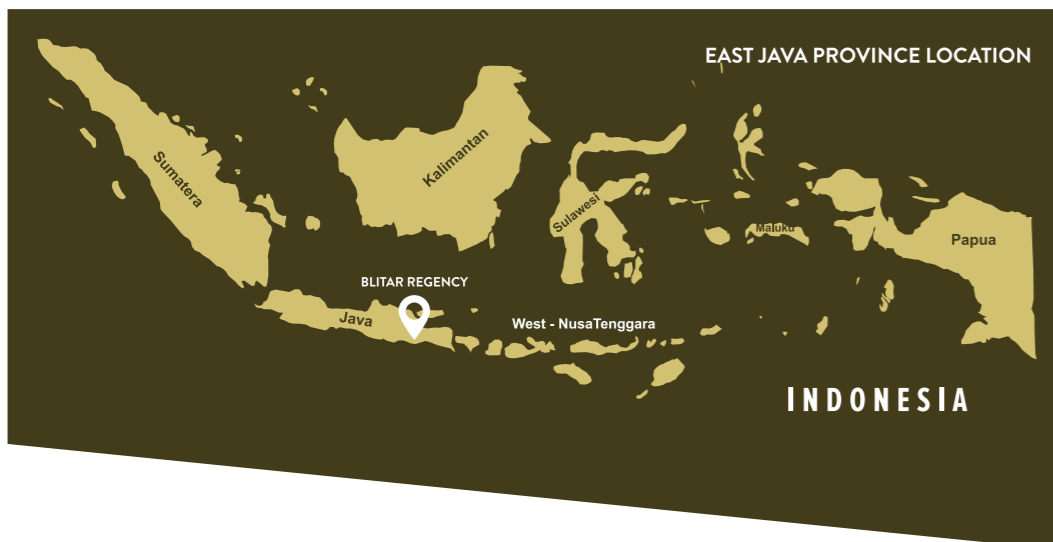 EAST JAVA PROVINCE LOCATION
Sumatera
Kalimantan
Sulawesi
Maluku
Papua
BLITAR REGENCY
Java
West - NusaTenggara
INDONESIA